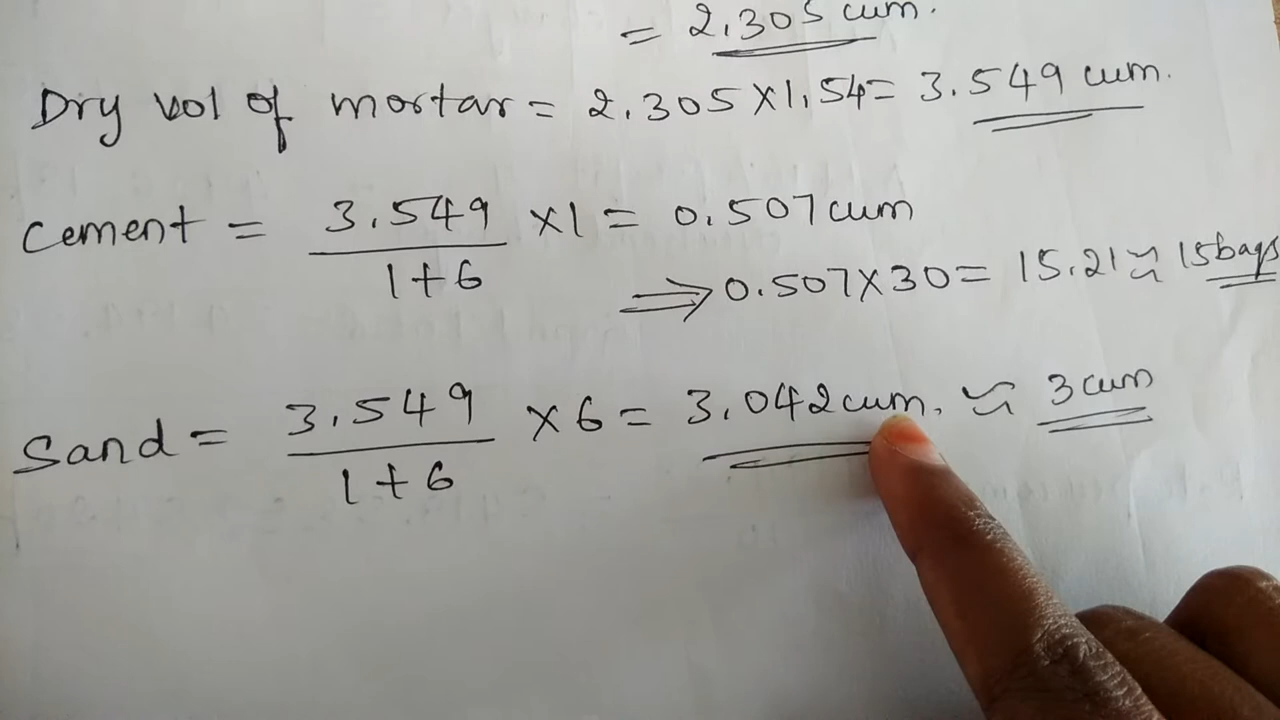 = 2.305 cum.
Dry vol of mortar = 2.305 X 1.54 = 3.549 cum.
Cement = 3.549 / 1+6 X 1 = 0.507 cum
⇒ 0.507 X 30 = 15.21 ≈ 15 bags
Sand = 3.549 / 1+6 X 6 = 3.042 cum. ≈ 3 cum